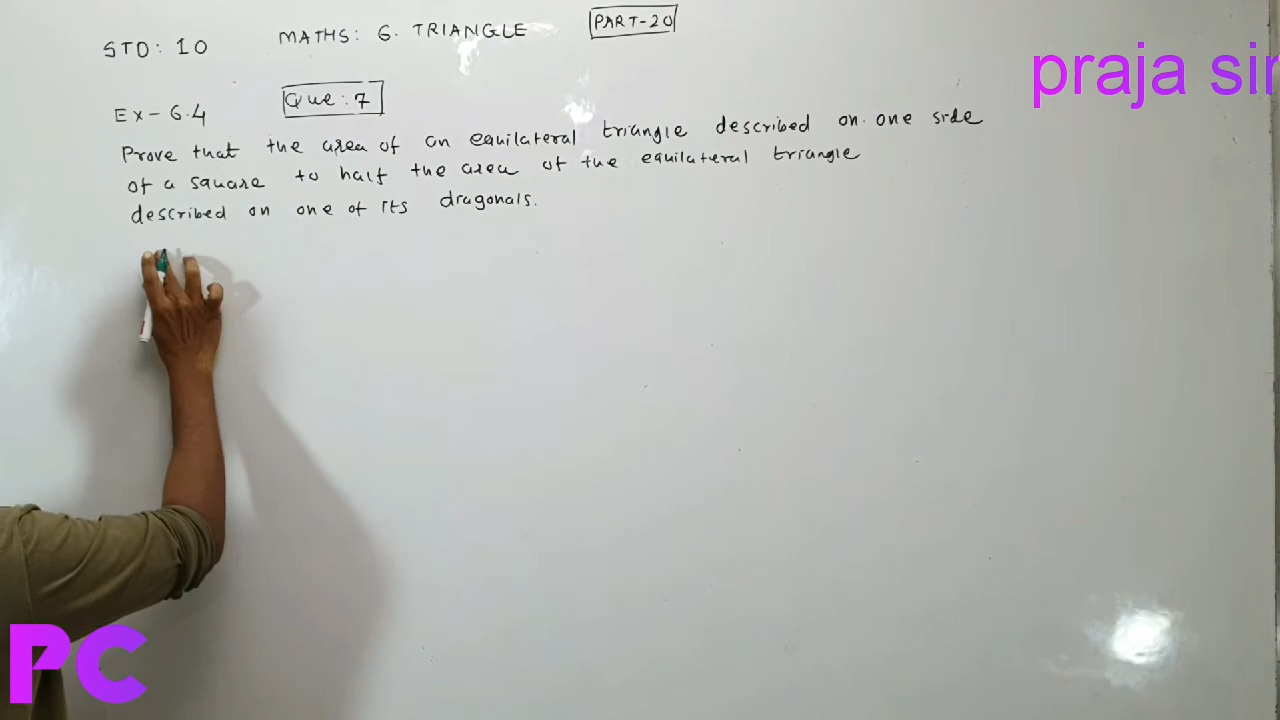 STD: 10 MATHS: 6. TRIANGLE PART-20
praja sir
Ex-6.4 Que: 7
Prove that the area of an equilateral triangle described on one side
of a square to half the area of the equilateral triangle
described on one of its dragonals.
PC